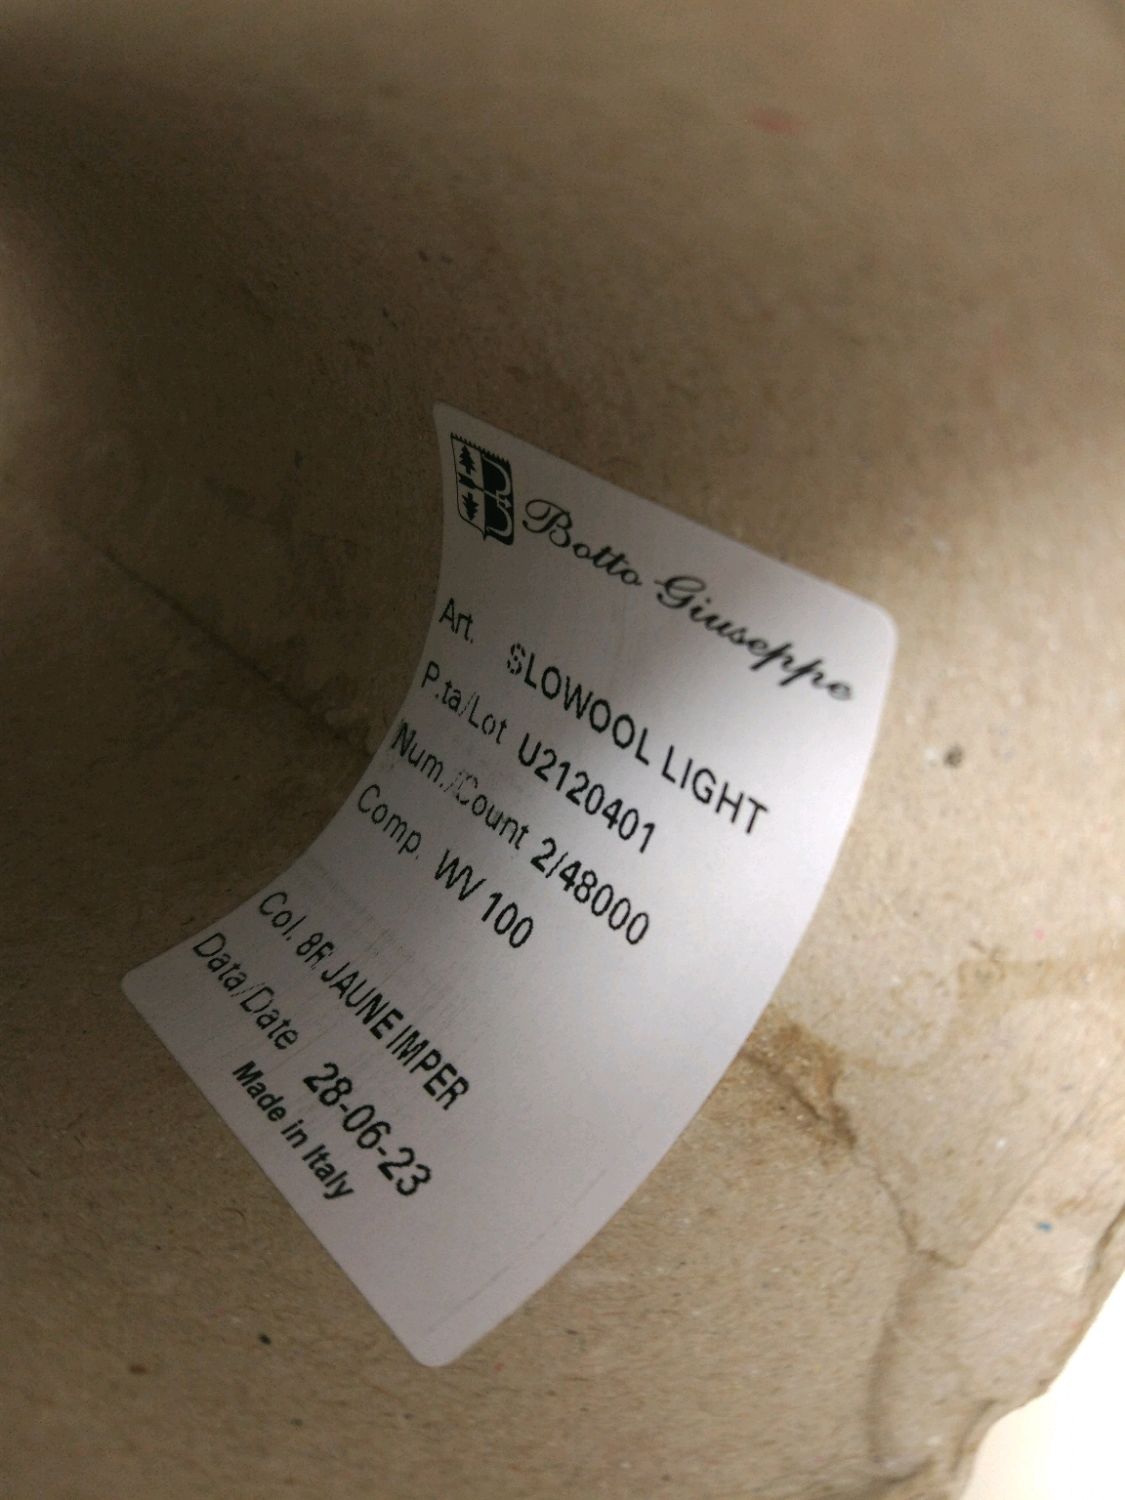 Botto Giuseppe
Art. SLOWOOL LIGHT
P.ta/Lot U2120401
Num./Count 2/48000
Comp. WV 100
Col. 8R JAUNE IMPER
Data/Date 28-06-23
Made in Italy